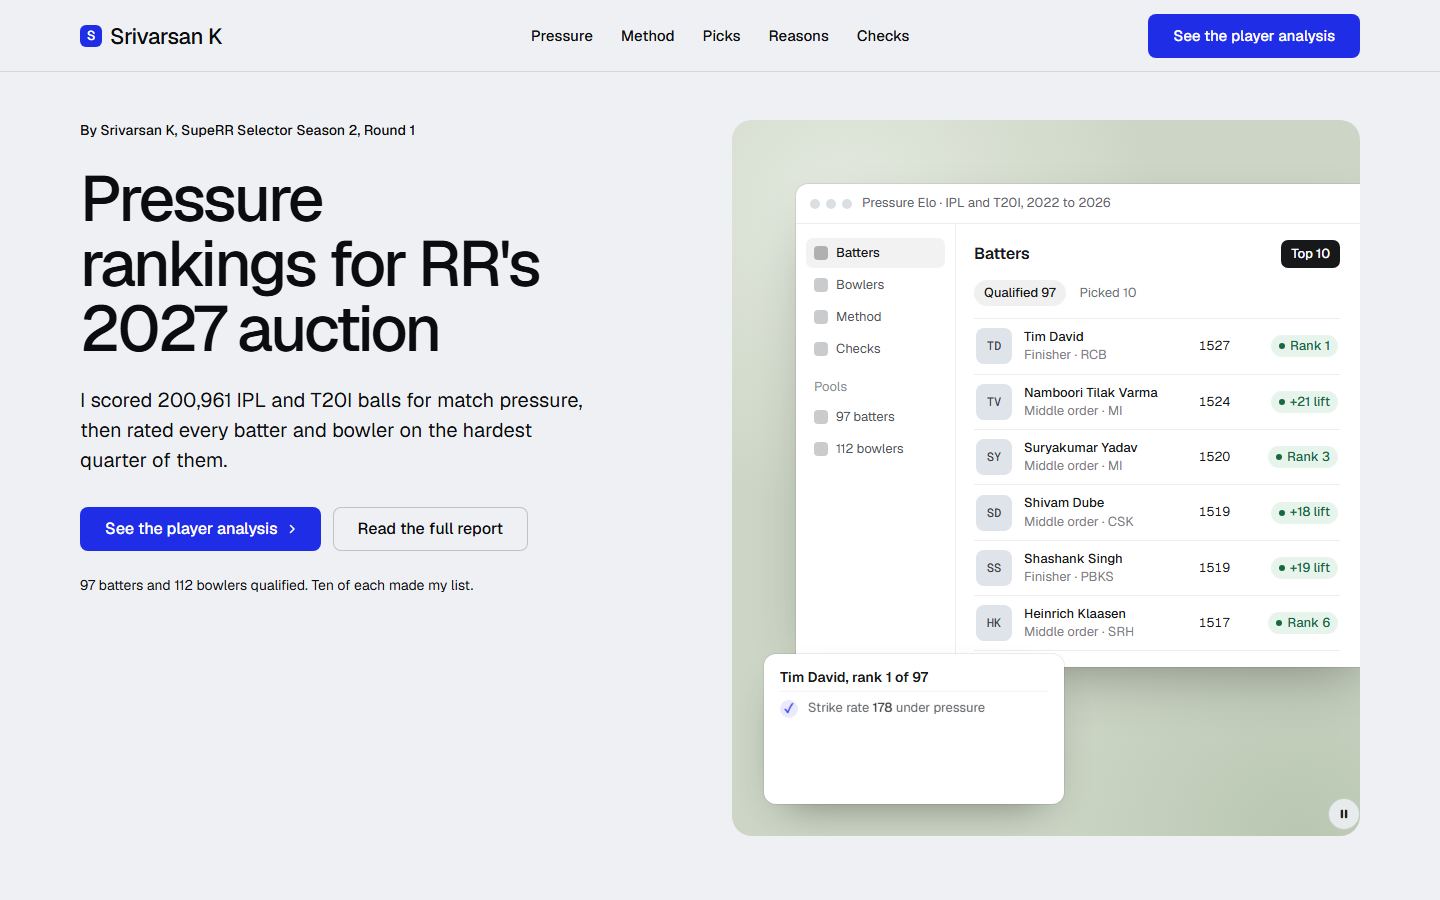 S Srivarsan K
Pressure Method Picks Reasons Checks
See the player analysis
By Srivarsan K, SupeRR Selector Season 2, Round 1
Pressure
rankings for RR's
2027 auction
I scored 200,961 IPL and T20I balls for match pressure,
then rated every batter and bowler on the hardest
quarter of them.
See the player analysis ›
Read the full report
97 batters and 112 bowlers qualified. Ten of each made my list.
Pressure Elo · IPL and T20I, 2022 to 2026
Batters
Bowlers
Method
Checks
Pools
97 batters
112 bowlers
Batters
Top 10
Qualified 97 Picked 10
TD Tim David 1527 Rank 1
Finisher · RCB
TV Namboori Tilak Varma 1524 +21 lift
Middle order · MI
SY Suryakumar Yadav 1520 Rank 3
Middle order · MI
SD Shivam Dube 1519 +18 lift
Middle order · CSK
SS Shashank Singh 1519 +19 lift
Finisher · PBKS
HK Heinrich Klaasen 1517 Rank 6
Middle order · SRH
Tim David, rank 1 of 97
Strike rate 178 under pressure